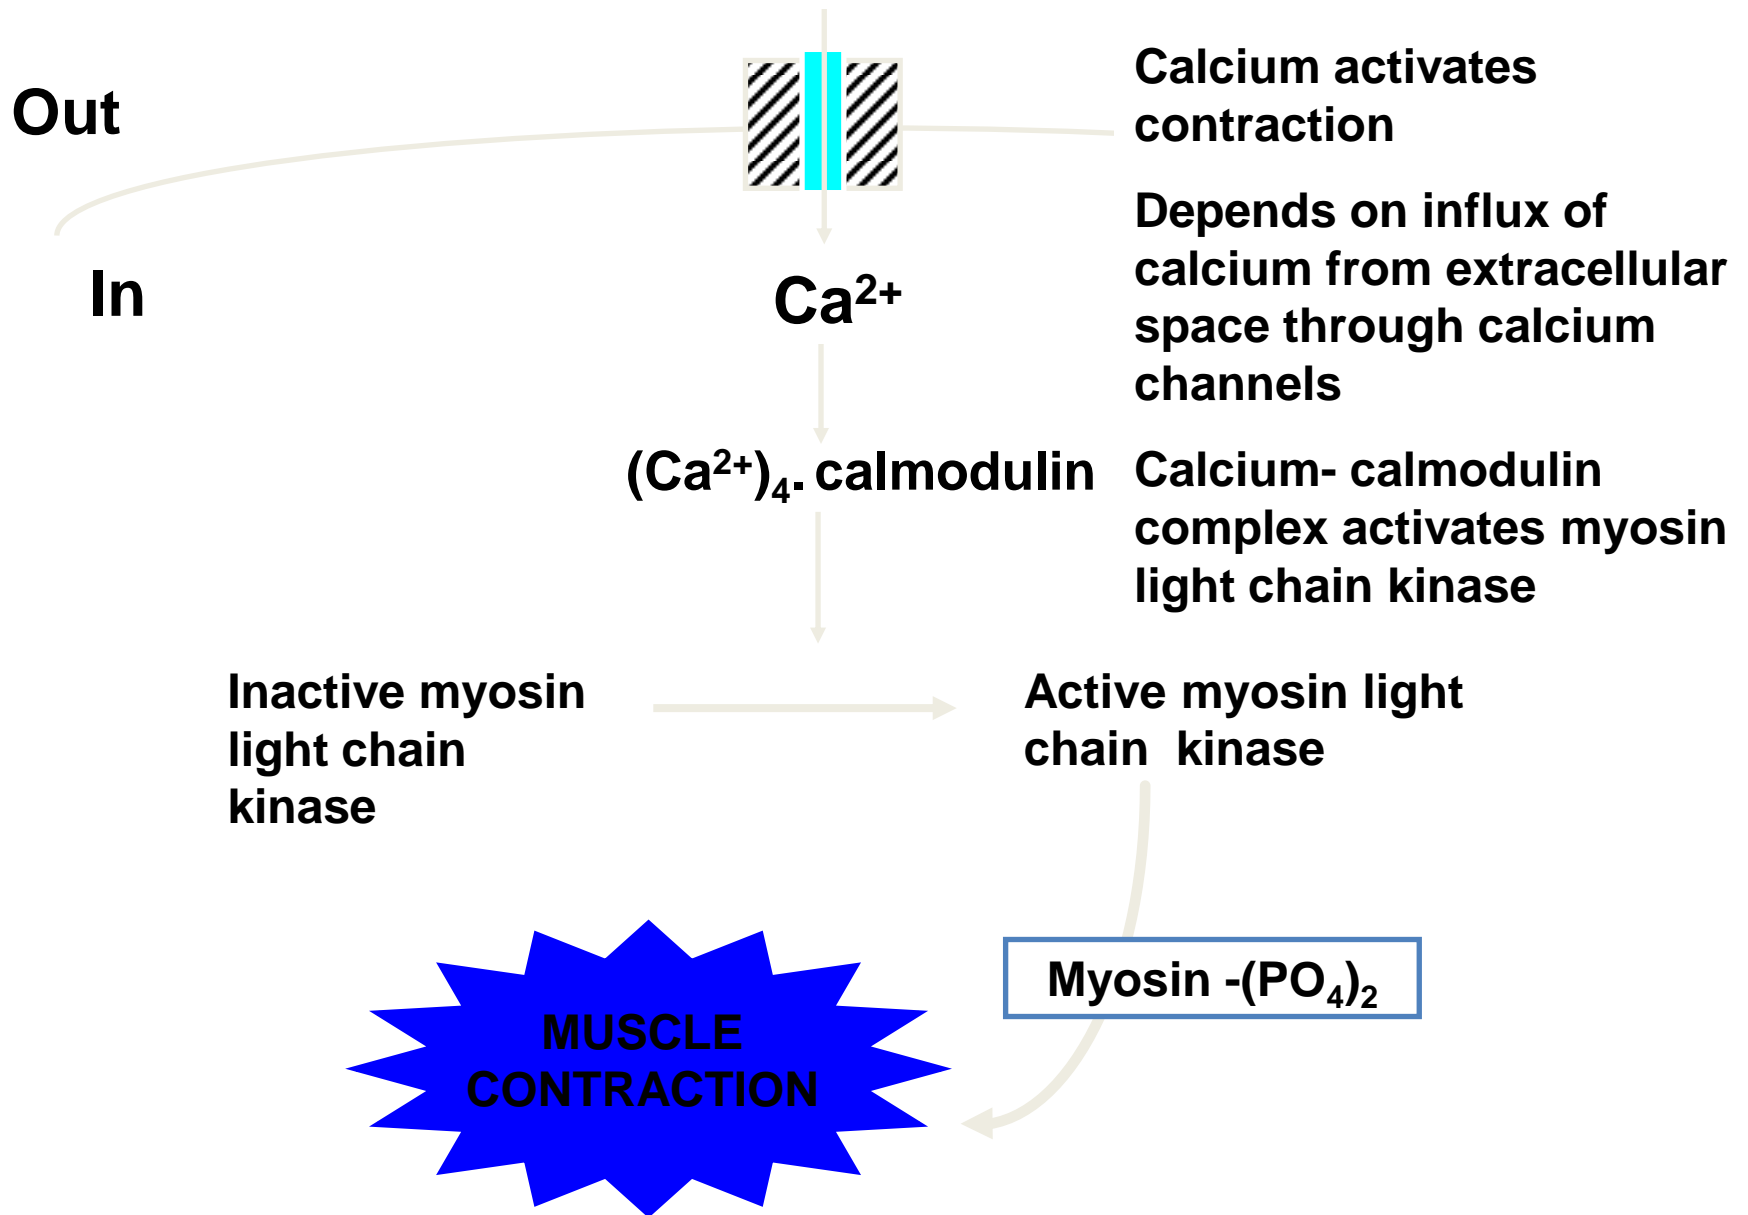 Out
In
Calcium activates
contraction
Depends on influx of
calcium from extracellular
space through calcium
channels
Ca²⁺
(Ca²⁺)₄. calmodulin
Calcium- calmodulin
complex activates myosin
light chain kinase
Inactive myosin
light chain
kinase
Active myosin light
chain kinase
Myosin -(PO₄)₂
MUSCLE
CONTRACTION